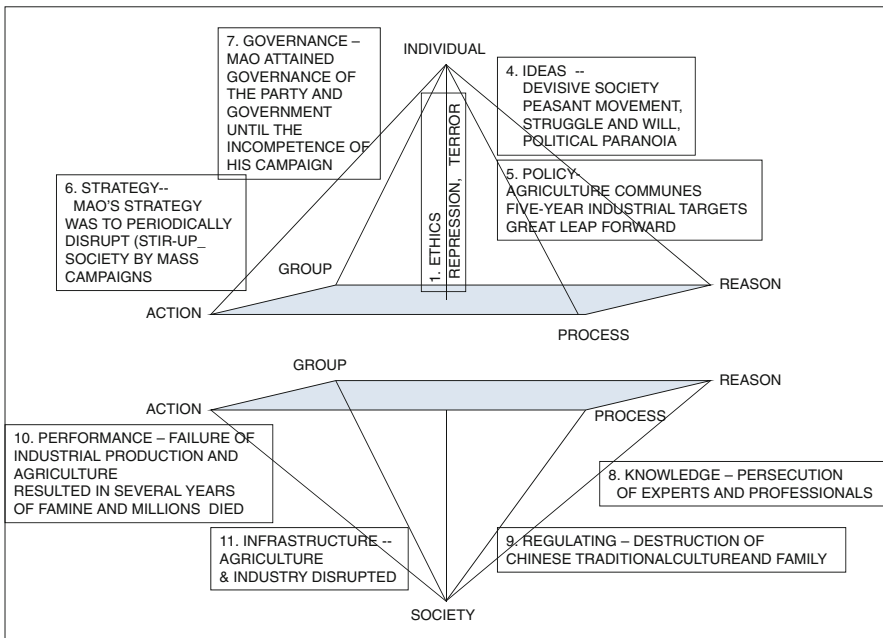 7. GOVERNANCE –
MAO ATTAINED
GOVERNANCE OF
THE PARTY AND
GOVERNMENT
UNTIL THE
INCOMPETENCE OF
HIS CAMPAIGN
INDIVIDUAL
4. IDEAS --
DEVISIVE SOCIETY
PEASANT MOVEMENT,
STRUGGLE AND WILL,
POLITICAL PARANOIA
1. ETHICS
REPRESSION, TERROR
5. POLICY-
AGRICULTURE COMMUNES
FIVE-YEAR INDUSTRIAL TARGETS
GREAT LEAP FORWARD
6. STRATEGY--
MAO'S STRATEGY
WAS TO PERIODICALLY
DISRUPT (STIR-UP_
SOCIETY BY MASS
CAMPAIGNS
GROUP
REASON
ACTION
PROCESS
GROUP
REASON
ACTION
PROCESS
10. PERFORMANCE – FAILURE OF
INDUSTRIAL PRODUCTION AND
AGRICULTURE
RESULTED IN SEVERAL YEARS
OF FAMINE AND MILLIONS DIED
8. KNOWLEDGE – PERSECUTION
OF EXPERTS AND PROFESSIONALS
11. INFRASTRUCTURE --
AGRICULTURE
& INDUSTRY DISRUPTED
9. REGULATING – DESTRUCTION OF
CHINESE TRADITIONALCULTUREAND FAMILY
SOCIETY